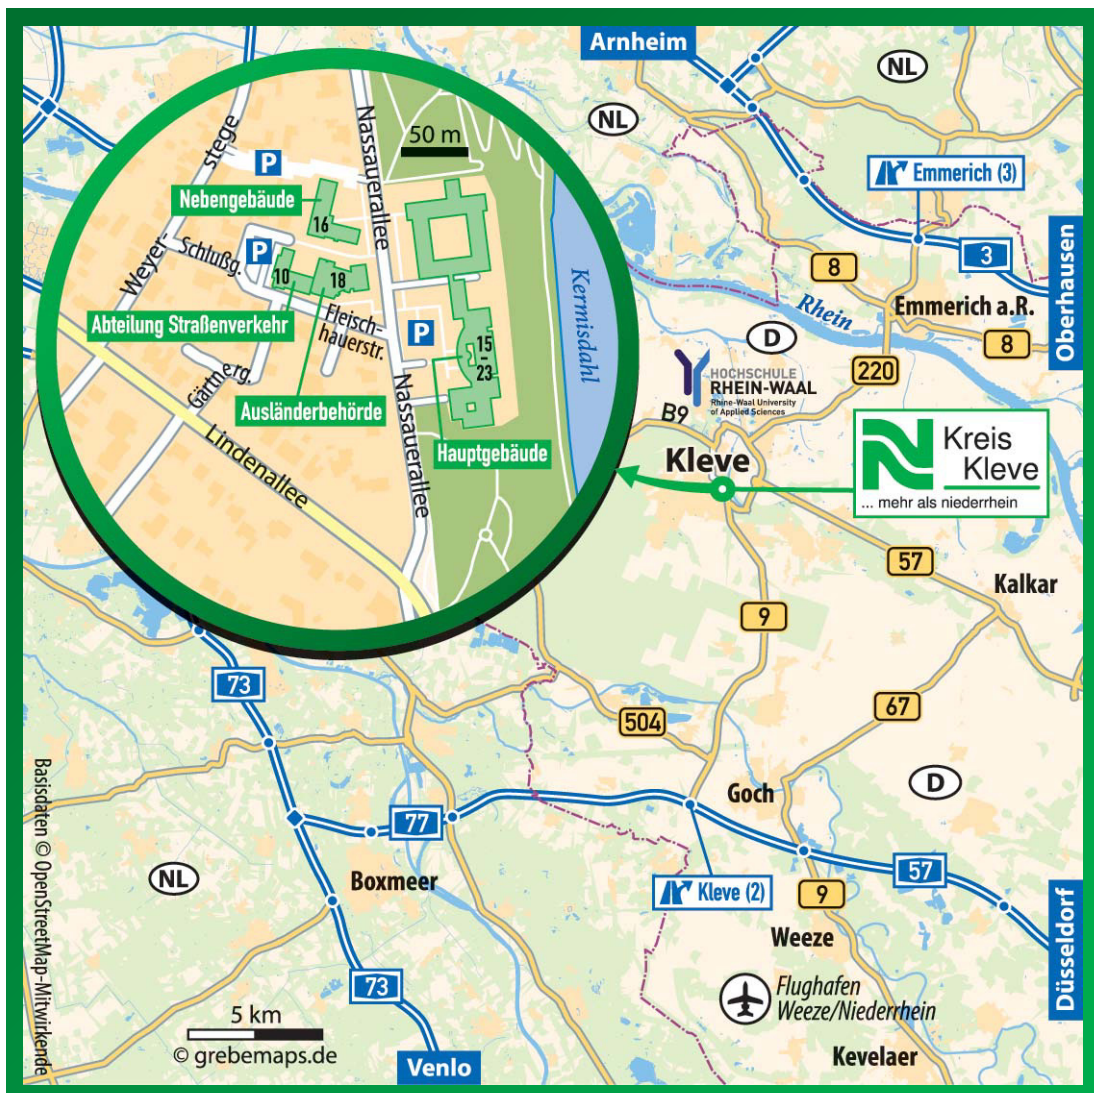 Arnheim
NL
NL
Emmerich (3)
3
Oberhausen
8
Emmerich a.R.
Rhein
8
D
220
HOCHSCHULE
RHEIN-WAAL
Rhine-Waal University
of Applied Sciences
B9
Kleve
Kreis
Kleve
... mehr als niederrhein
57
Kalkar
9
67
504
73
Goch
D
77
57
Boxmeer
NL
Kleve (2)
9
Weeze
Düsseldorf
73
Flughafen
Weeze/Niederrhein
Kevelaer
Venlo
5 km
© grebemaps.de
Basisdaten © OpenStreetMap-Mitwirkende
50 m
Nassauerallee
Weyer-
stege
P
Nebengebäude
16
P
Schlußg.
10
18
Abteilung Straßenverkehr
Fleisch-
hauerstr.
P
15
-
23
Kermisdahl
Gärtnerg.
Ausländerbehörde
Nassauerallee
Hauptgebäude
Lindenallee